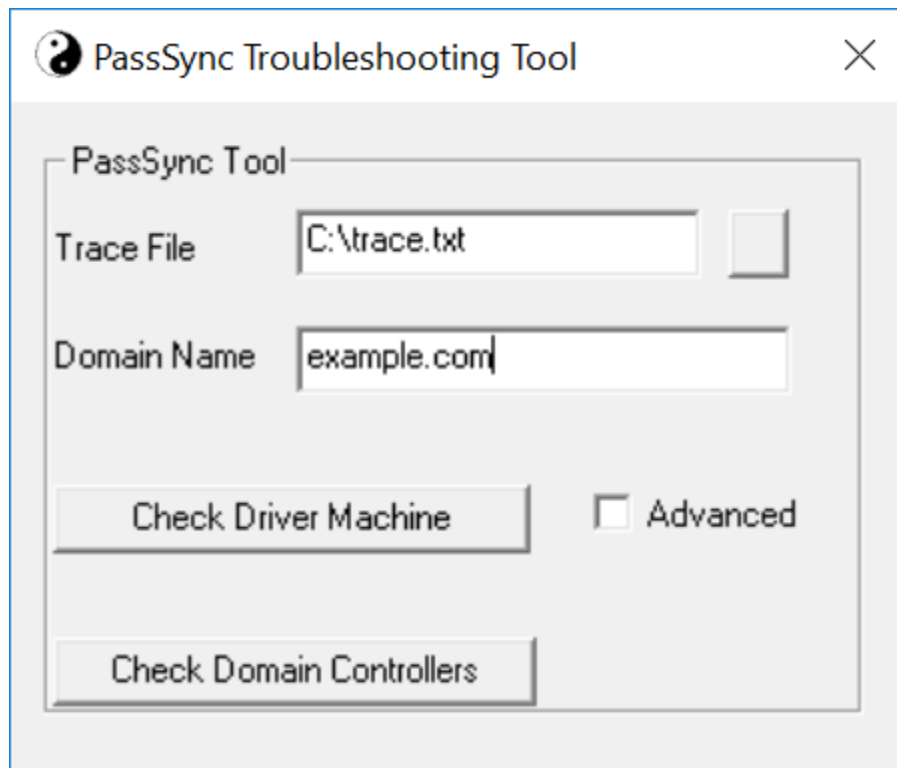 PassSync Troubleshooting Tool
PassSync Tool
Trace File C:\trace.txt
Domain Name example.com
Check Driver Machine Advanced
Check Domain Controllers